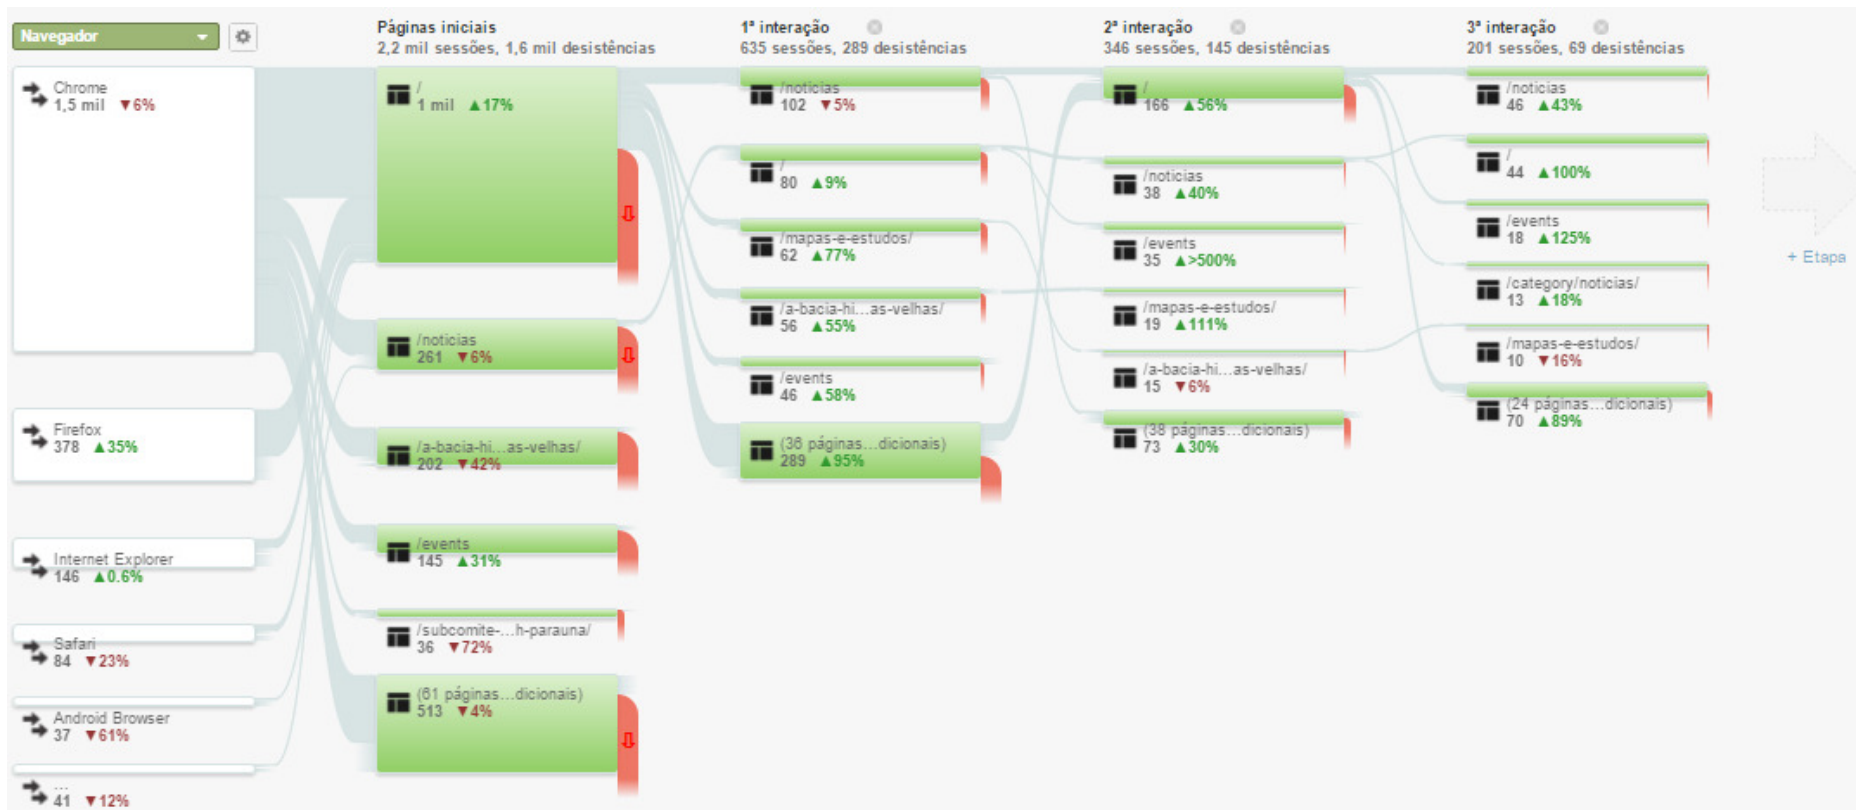 Navegador
Chrome
1,5 mil ▼6%
Firefox
378 ▲35%
Internet Explorer
146 ▲0.6%
Safari
84 ▼23%
Android Browser
37 ▼61%
...
41 ▼12%
Páginas iniciais
2,2 mil sessões, 1,6 mil desistências
/
1 mil ▲17%
/noticias
261 ▼6%
/a-bacia-hi...as-velhas/
202 ▼42%
/events
145 ▲31%
/subcomite-...h-parauna/
36 ▼72%
(61 páginas...dicionais)
513 ▼4%
1ª interação
635 sessões, 289 desistências
/noticias
102 ▼5%
/
80 ▲9%
/mapas-e-estudos/
62 ▲77%
/a-bacia-hi...as-velhas/
56 ▲55%
/events
46 ▲58%
(36 páginas...dicionais)
289 ▲95%
2ª interação
346 sessões, 145 desistências
/
166 ▲56%
/noticias
38 ▲40%
/events
35 ▲>500%
/mapas-e-estudos/
19 ▲111%
/a-bacia-hi...as-velhas/
15 ▼6%
(38 páginas...dicionais)
73 ▲30%
3ª interação
201 sessões, 69 desistências
/noticias
46 ▲43%
/
44 ▲100%
/events
18 ▲125%
/category/noticias/
13 ▲18%
/mapas-e-estudos/
10 ▼16%
(24 páginas...dicionais)
70 ▲89%
+ Etapa